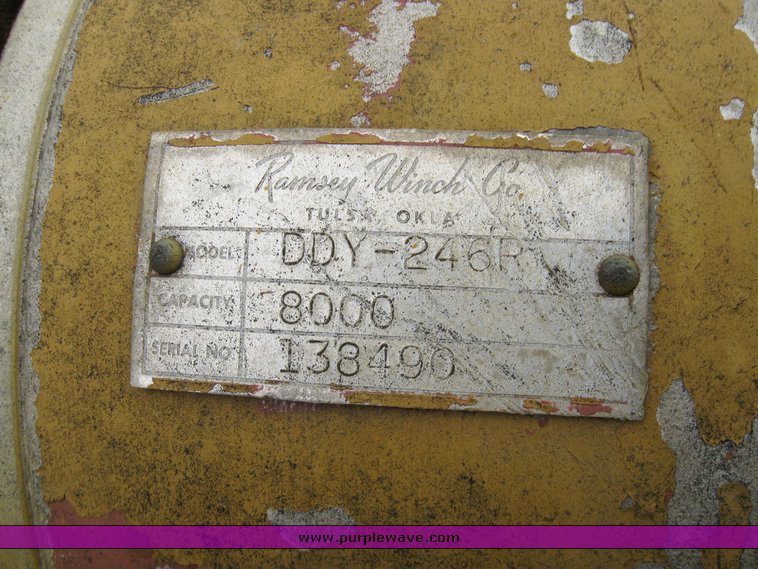 Ramsey Winch Co.
TULSA, OKLA
MODEL DDY-246R
CAPACITY 8000
SERIAL NO 138490
www.purplewave.com